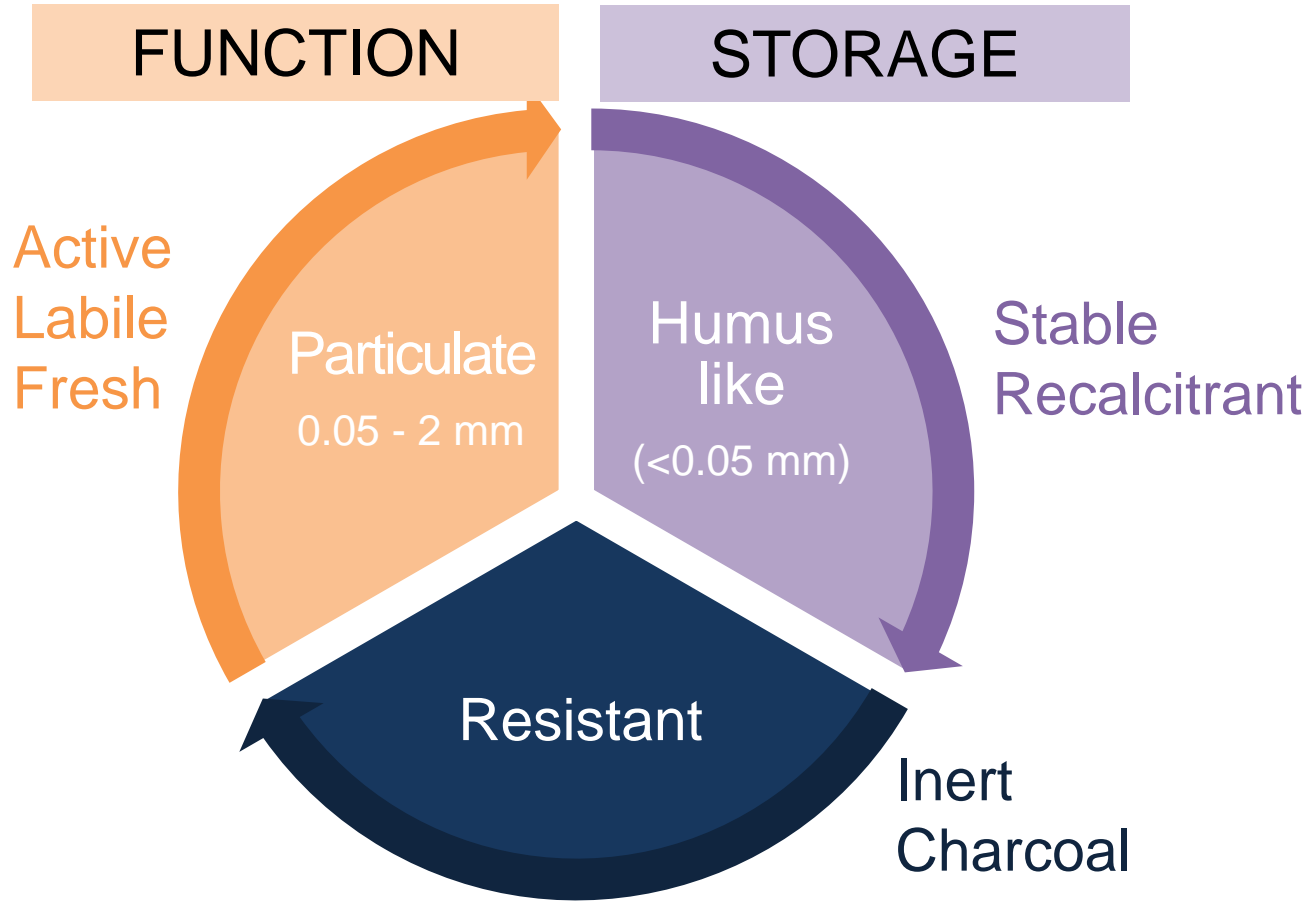 FUNCTION
STORAGE
Active
Labile
Fresh
Particulate
0.05 - 2 mm
Humus
like
(<0.05 mm)
Stable
Recalcitrant
Resistant
Inert
Charcoal